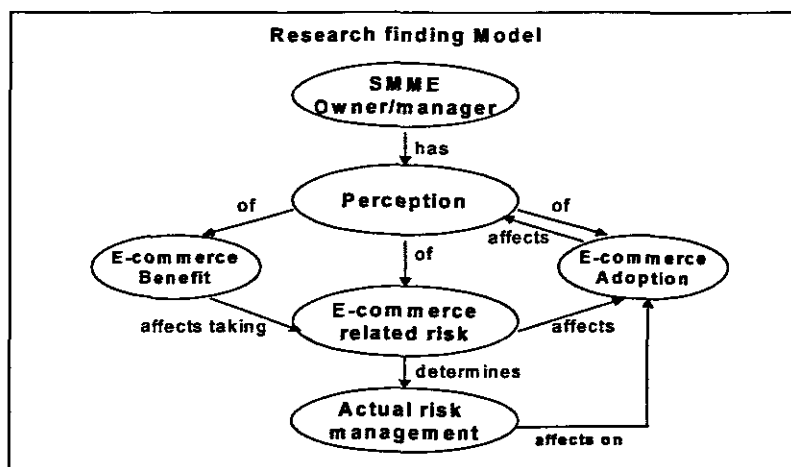 Research finding Model
SMME
Owner/manager
has
Perception
of
of
affects
E-commerce
Benefit
of
E-commerce
Adoption
affects taking
E-commerce
related risk
affects
determines
Actual risk
management
affects on